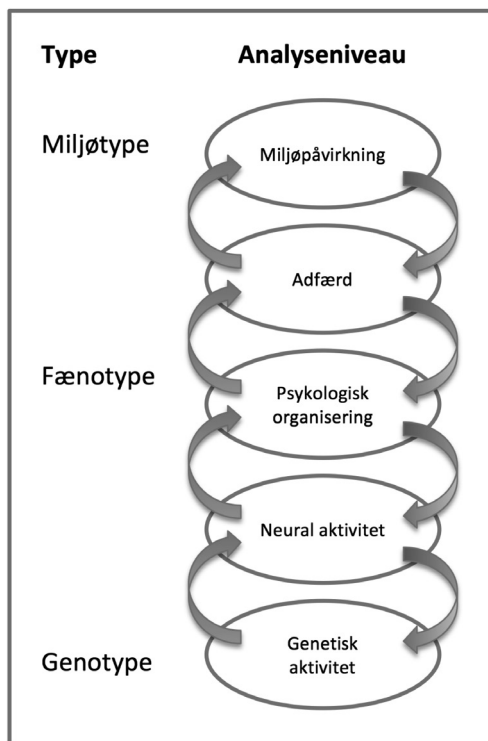 Type Analyseniveau
Miljøtype
Miljøpåvirkning
Adfærd
Fænotype
Psykologisk
organisering
Neural aktivitet
Genotype
Genetisk
aktivitet